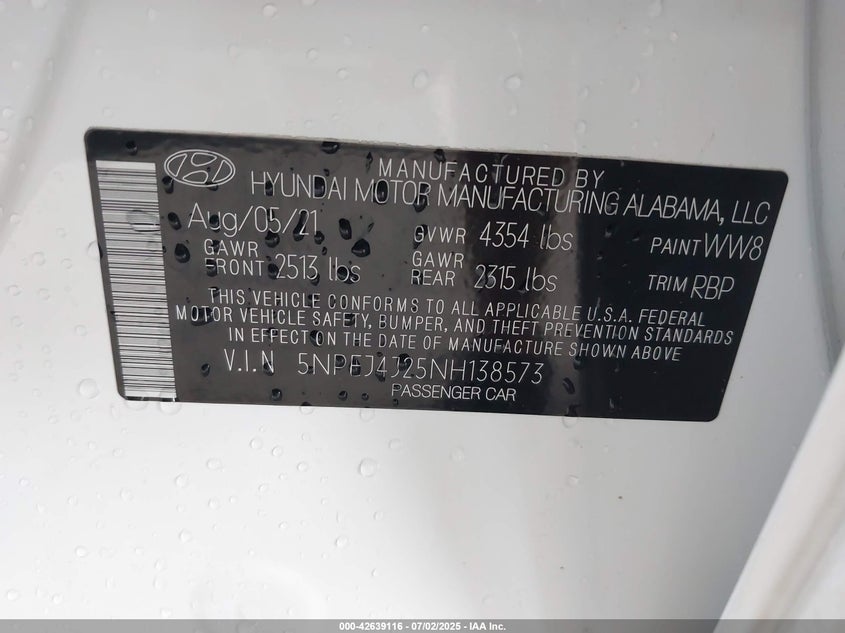 MANUFACTURED BY
HYUNDAI MOTOR MANUFACTURING ALABAMA, LLC
Aug/05/21 GVWR 4354 lbs PAINT WW8
GAWR FRONT 2513 lbs GAWR REAR 2315 lbs TRIM RBP
THIS VEHICLE CONFORMS TO ALL APPLICABLE U.S.A. FEDERAL
MOTOR VEHICLE SAFETY, BUMPER, AND THEFT PREVENTION STANDARDS
IN EFFECT ON THE DATE OF MANUFACTURE SHOWN ABOVE
V.I.N 5NPEJ4J25NH138573
PASSENGER CAR
000-42639116 - 07/02/2025 - IAA Inc.